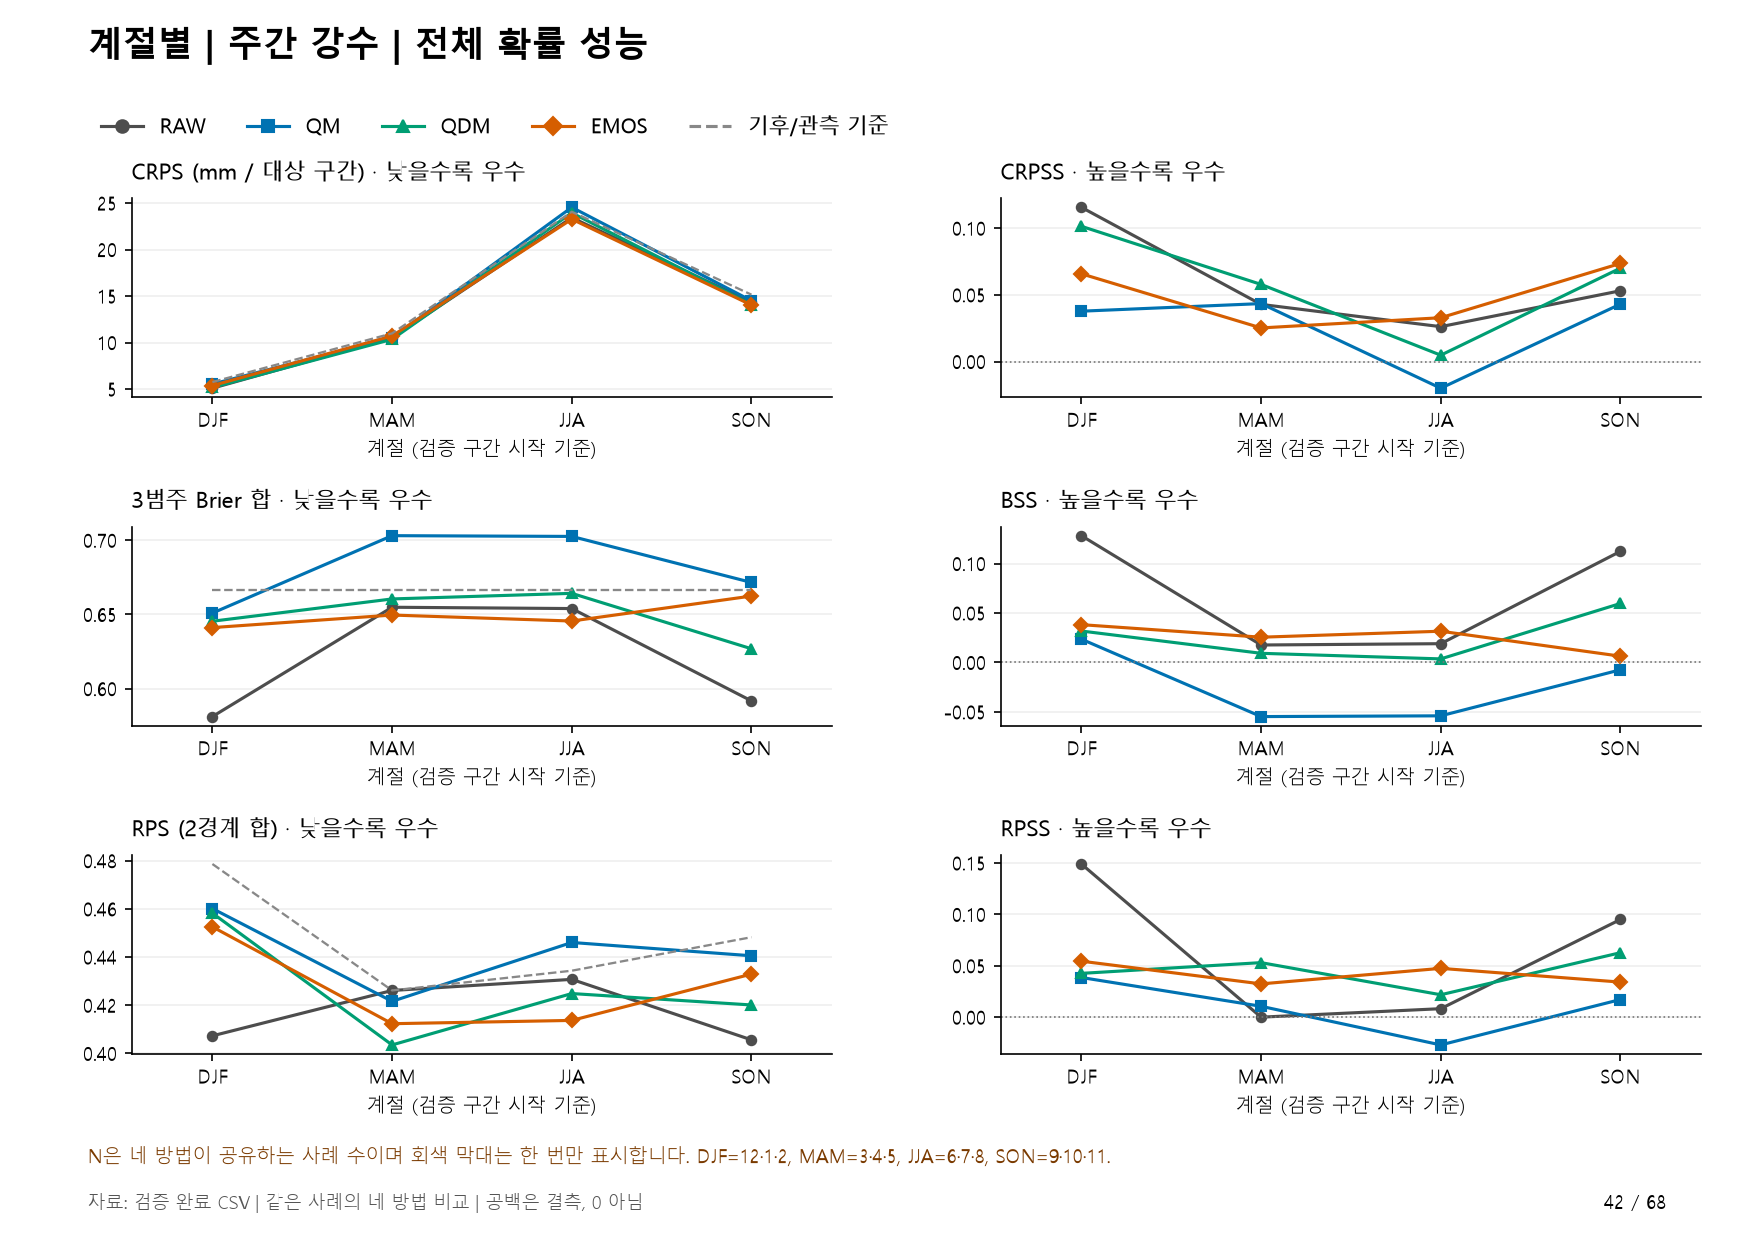 계절별 | 주간 강수 | 전체 확률 성능
RAW QM QDM EMOS 기후/관측 기준
CRPS (mm / 대상 구간) · 낮을수록 우수
25
20
15
10
5
DJF MAM JJA SON
계절 (검증 구간 시작 기준)
CRPSS · 높을수록 우수
0.10
0.05
0.00
DJF MAM JJA SON
계절 (검증 구간 시작 기준)
3범주 Brier 합 · 낮을수록 우수
0.70
0.65
0.60
DJF MAM JJA SON
계절 (검증 구간 시작 기준)
BSS · 높을수록 우수
0.10
0.05
0.00
-0.05
DJF MAM JJA SON
계절 (검증 구간 시작 기준)
RPS (2경계 합) · 낮을수록 우수
0.48
0.46
0.44
0.42
0.40
DJF MAM JJA SON
계절 (검증 구간 시작 기준)
RPSS · 높을수록 우수
0.15
0.10
0.05
0.00
DJF MAM JJA SON
계절 (검증 구간 시작 기준)
N은 네 방법이 공유하는 사례 수이며 회색 막대는 한 번만 표시합니다. DJF=12·1·2, MAM=3·4·5, JJA=6·7·8, SON=9·10·11.
자료: 검증 완료 CSV | 같은 사례의 네 방법 비교 | 공백은 결측, 0 아님
42 / 68